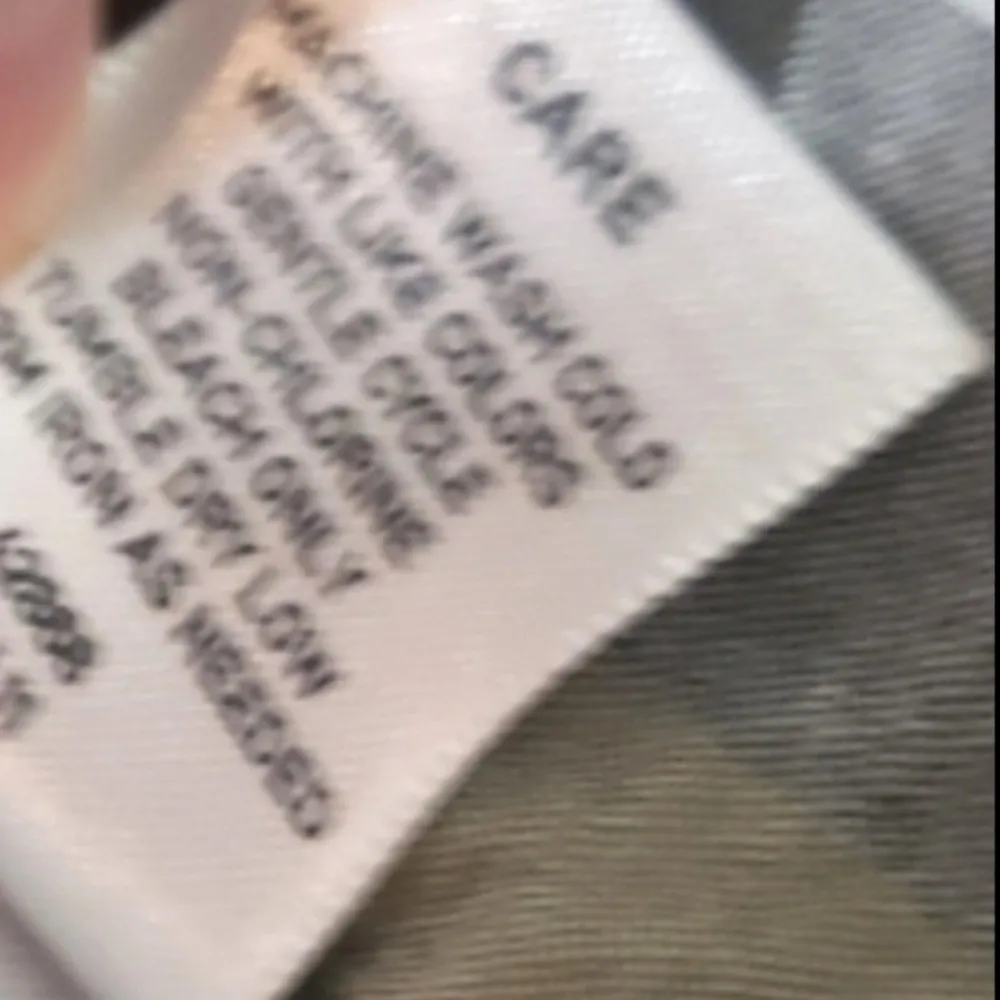 CARE
MACHINE WASH COLD
WITH LIKE COLORS
GENTLE CYCLE
NON-CHLORINE
BLEACH ONLY
TUMBLE DRY LOW
IRON AS NEEDED